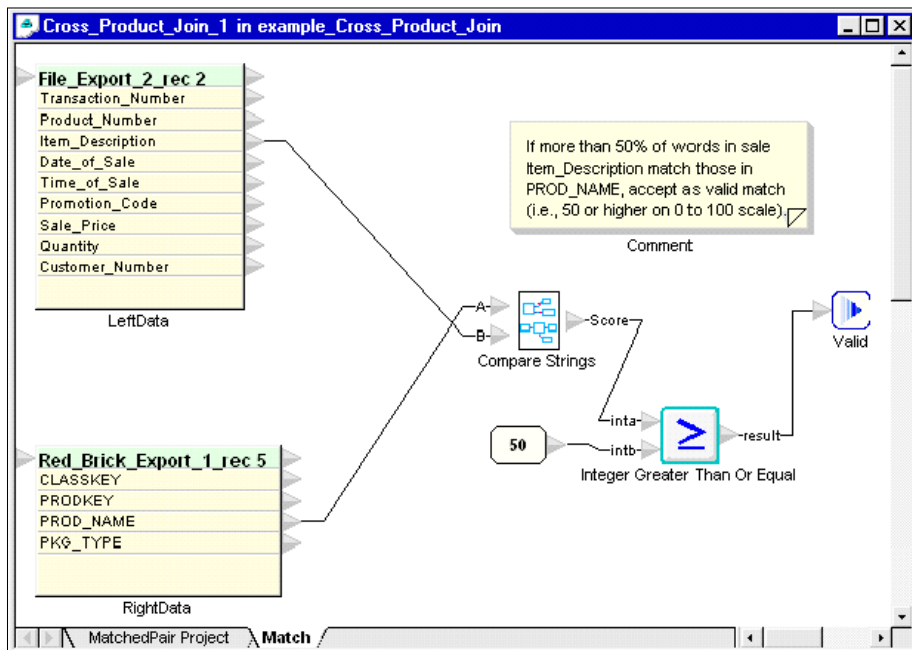 Cross_Product_Join_1 in example_Cross_Product_Join
File_Export_2_rec 2
Transaction_Number
Product_Number
Item_Description
Date_of_Sale
Time_of_Sale
Promotion_Code
Sale_Price
Quantity
Customer_Number
LeftData
If more than 50% of words in sale
Item_Description match those in
PROD_NAME, accept as valid match
(i.e., 50 or higher on 0 to 100 scale).
Comment
A
B
Score
Compare Strings
Valid
50
inta
intb
result
Integer Greater Than Or Equal
Red_Brick_Export_1_rec 5
CLASSKEY
PRODKEY
PROD_NAME
PKG_TYPE
RightData
MatchedPair Project
Match